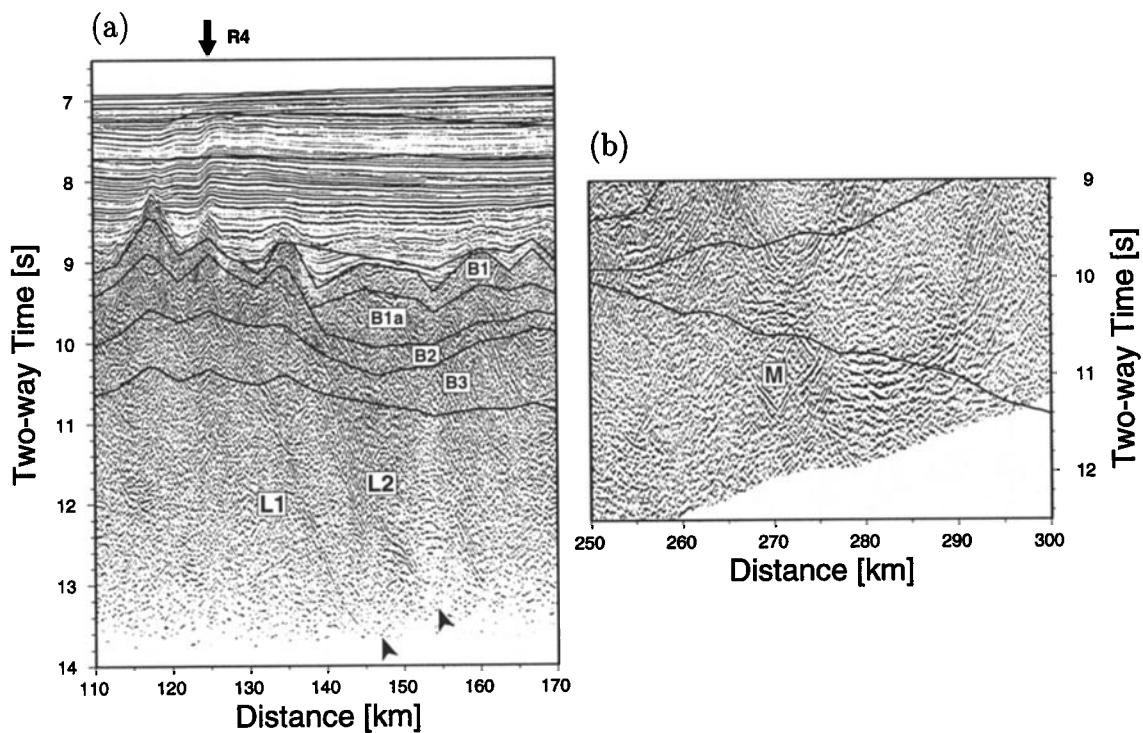 (a)
R4
7
8
9
10
11
12
13
14
Two-way Time [s]
B1
B1a
B2
B3
L1
L2
110 120 130 140 150 160 170
Distance [km]
(b)
9
10
11
12
Two-way Time [s]
M
250 260 270 280 290 300
Distance [km]